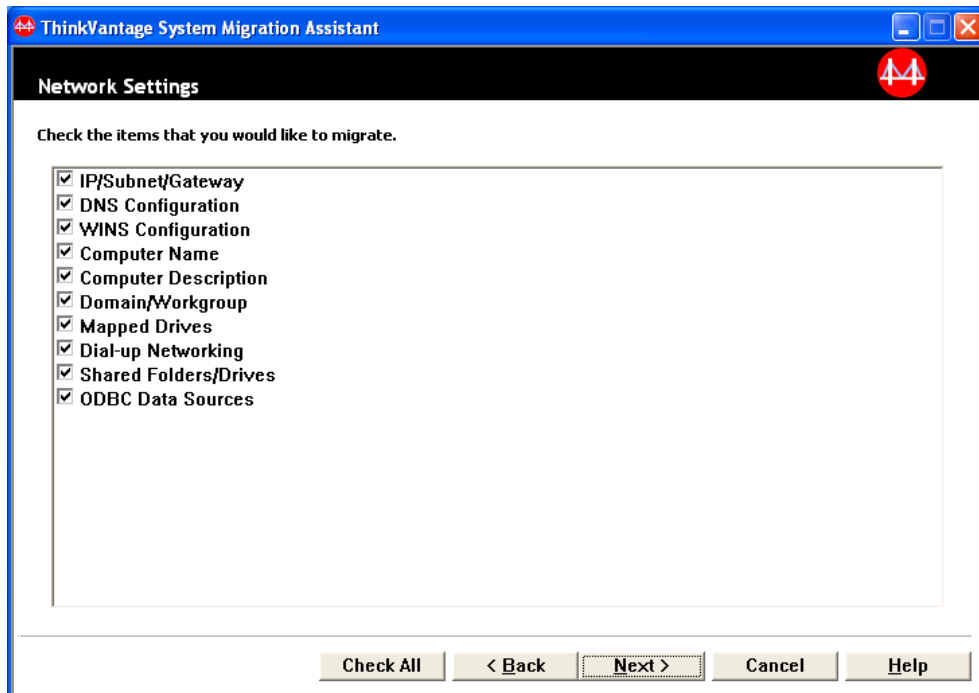 ThinkVantage System Migration Assistant
Network Settings
Check the items that you would like to migrate.
IP/Subnet/Gateway
DNS Configuration
WINS Configuration
Computer Name
Computer Description
Domain/Workgroup
Mapped Drives
Dial-up Networking
Shared Folders/Drives
ODBC Data Sources
Check All < Back Next > Cancel Help